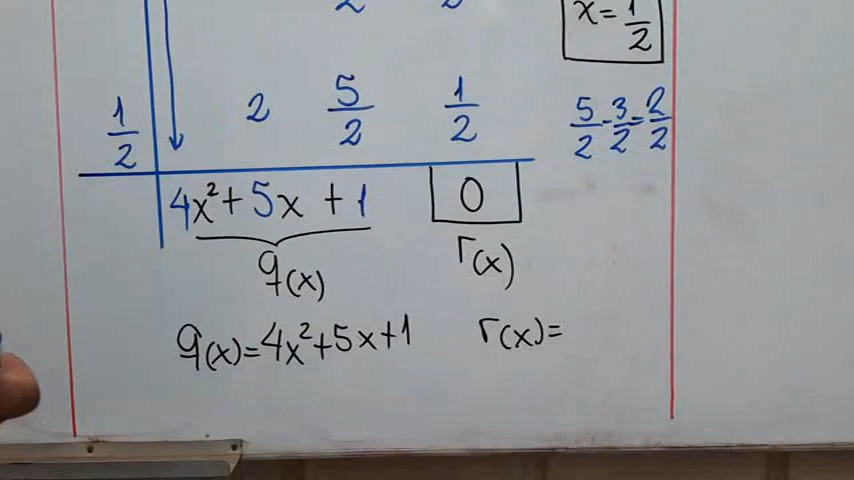 x = 1/2
1/2 2 5/2 1/2 5/2 - 3/2 = 2/2
4x² + 5x + 1 0
q(x) r(x)
q(x) = 4x² + 5x + 1 r(x) =